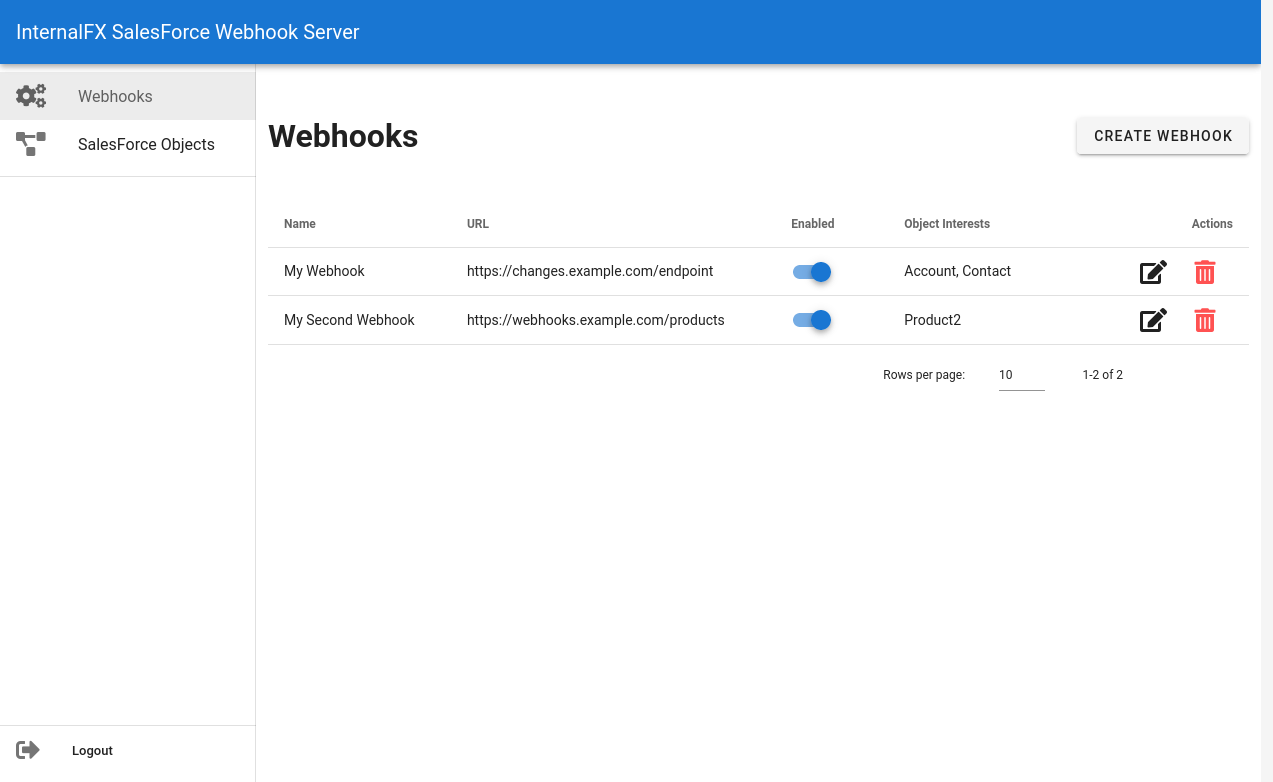 InternalFX SalesForce Webhook Server
Webhooks
SalesForce Objects
Webhooks
CREATE WEBHOOK
Name URL Enabled Object Interests Actions
My Webhook https://changes.example.com/endpoint Account, Contact
My Second Webhook https://webhooks.example.com/products Product2
Rows per page: 10 1-2 of 2
Logout